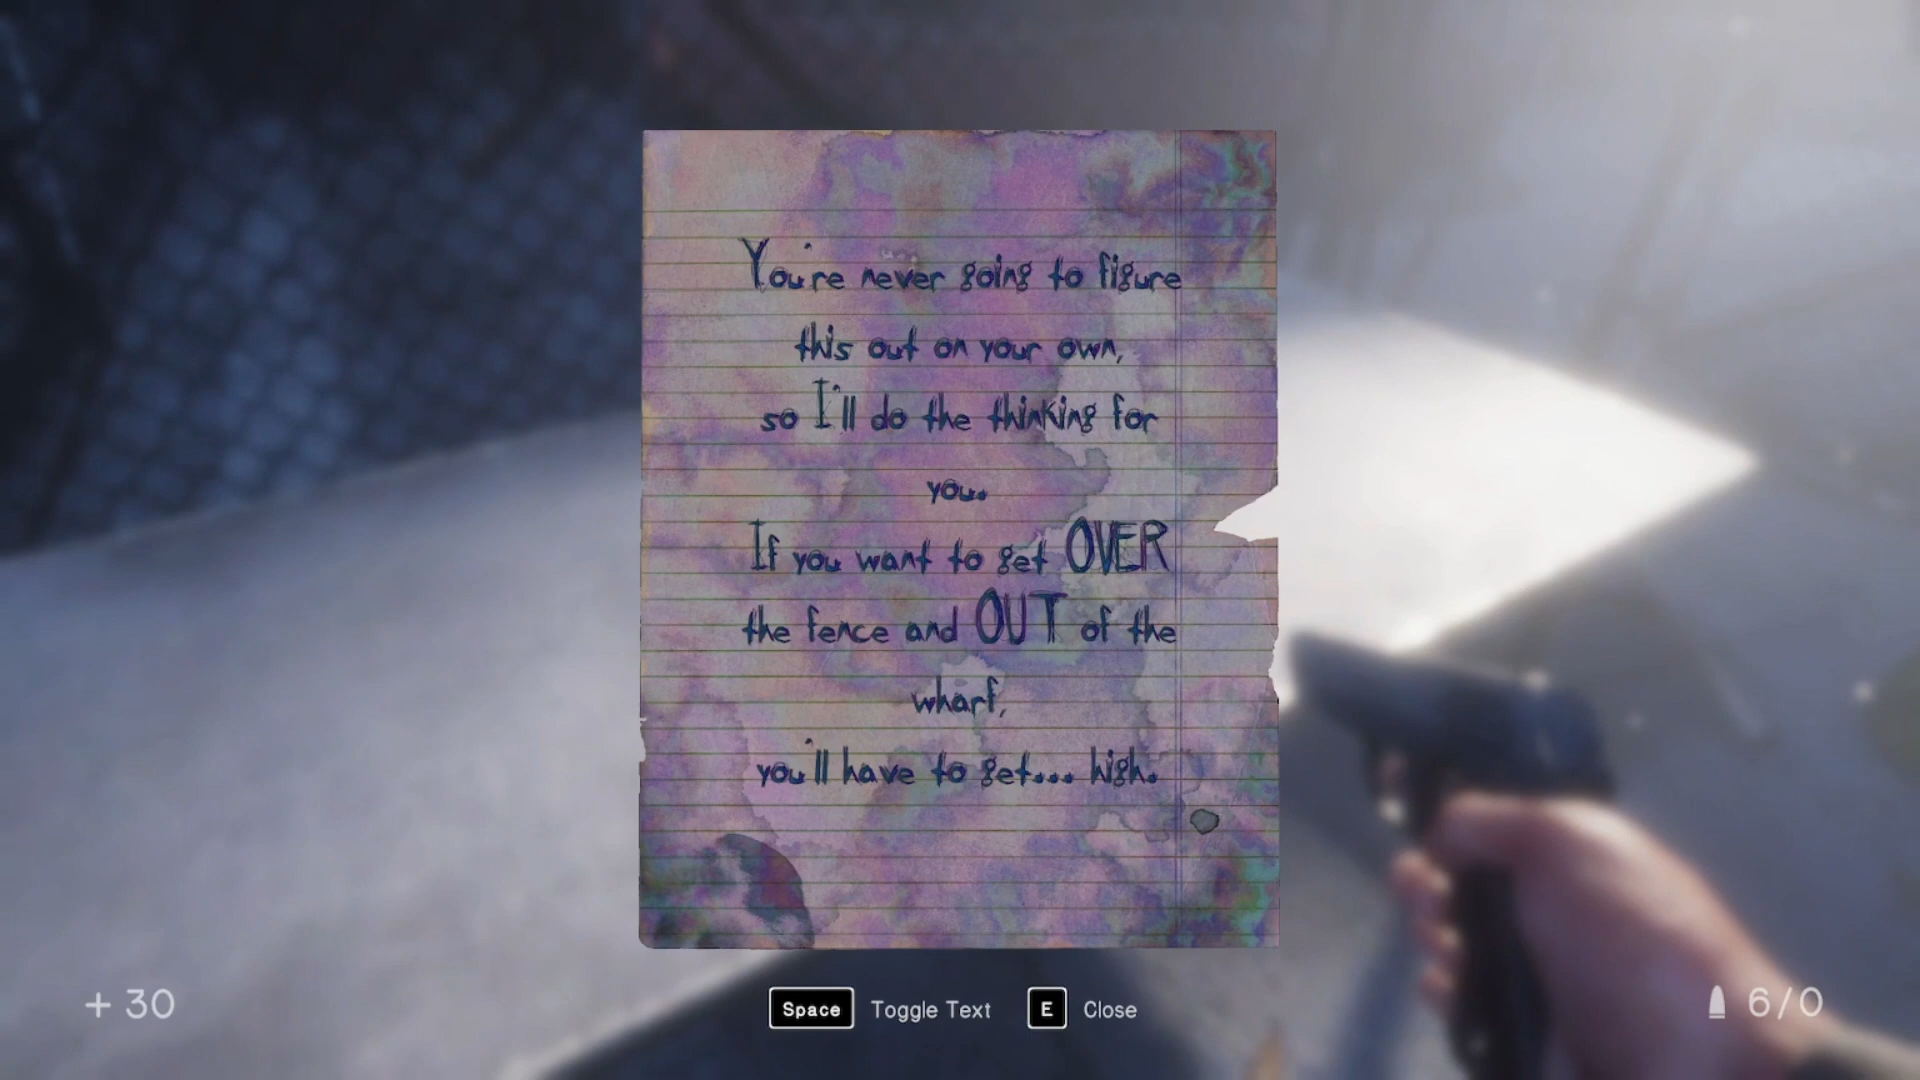 You're never going to figure
this out on your own,
so I'll do the thinking for
you.
If you want to get OVER
the fence and OUT of the
wharf,
you'll have to get... high.
+ 30
Space Toggle Text E Close
6/0